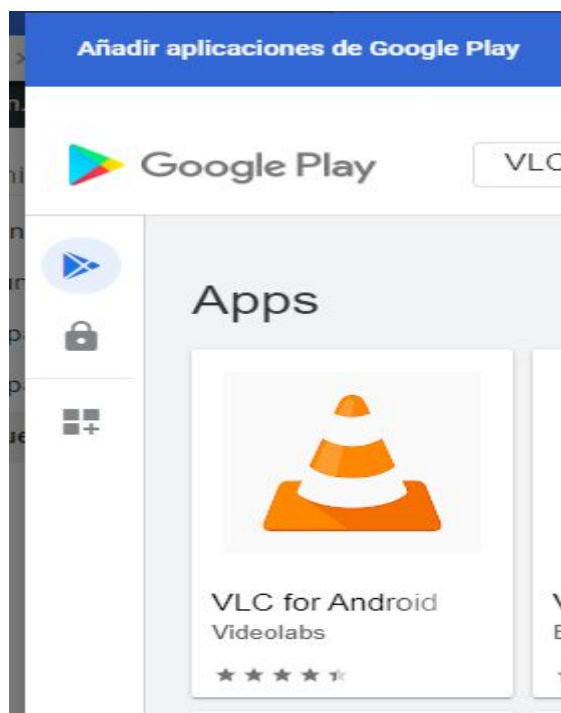 Añadir aplicaciones de Google Play
Google Play
VLC
Apps
VLC for Android
Videolabs